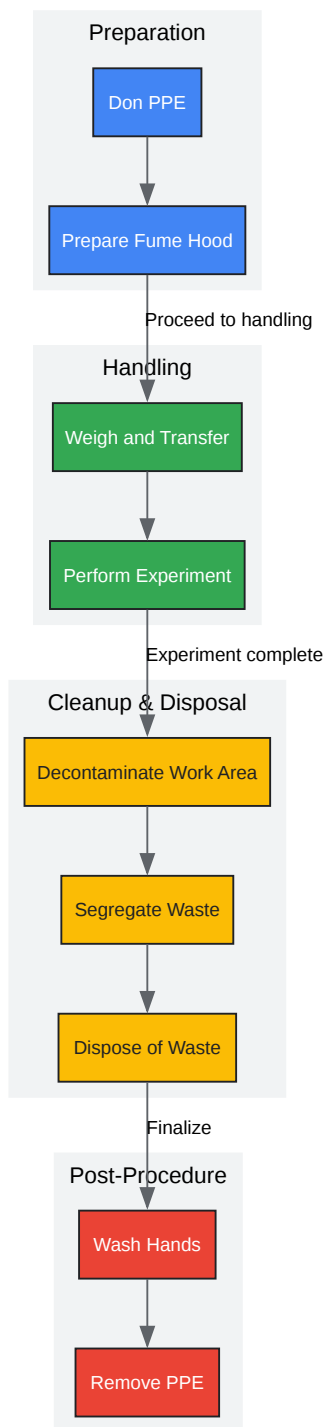 Preparation
Don PPE
Prepare Fume Hood
Proceed to handling
Handling
Weigh and Transfer
Perform Experiment
Experiment complete
Cleanup & Disposal
Decontaminate Work Area
Segregate Waste
Dispose of Waste
Finalize
Post-Procedure
Wash Hands
Remove PPE